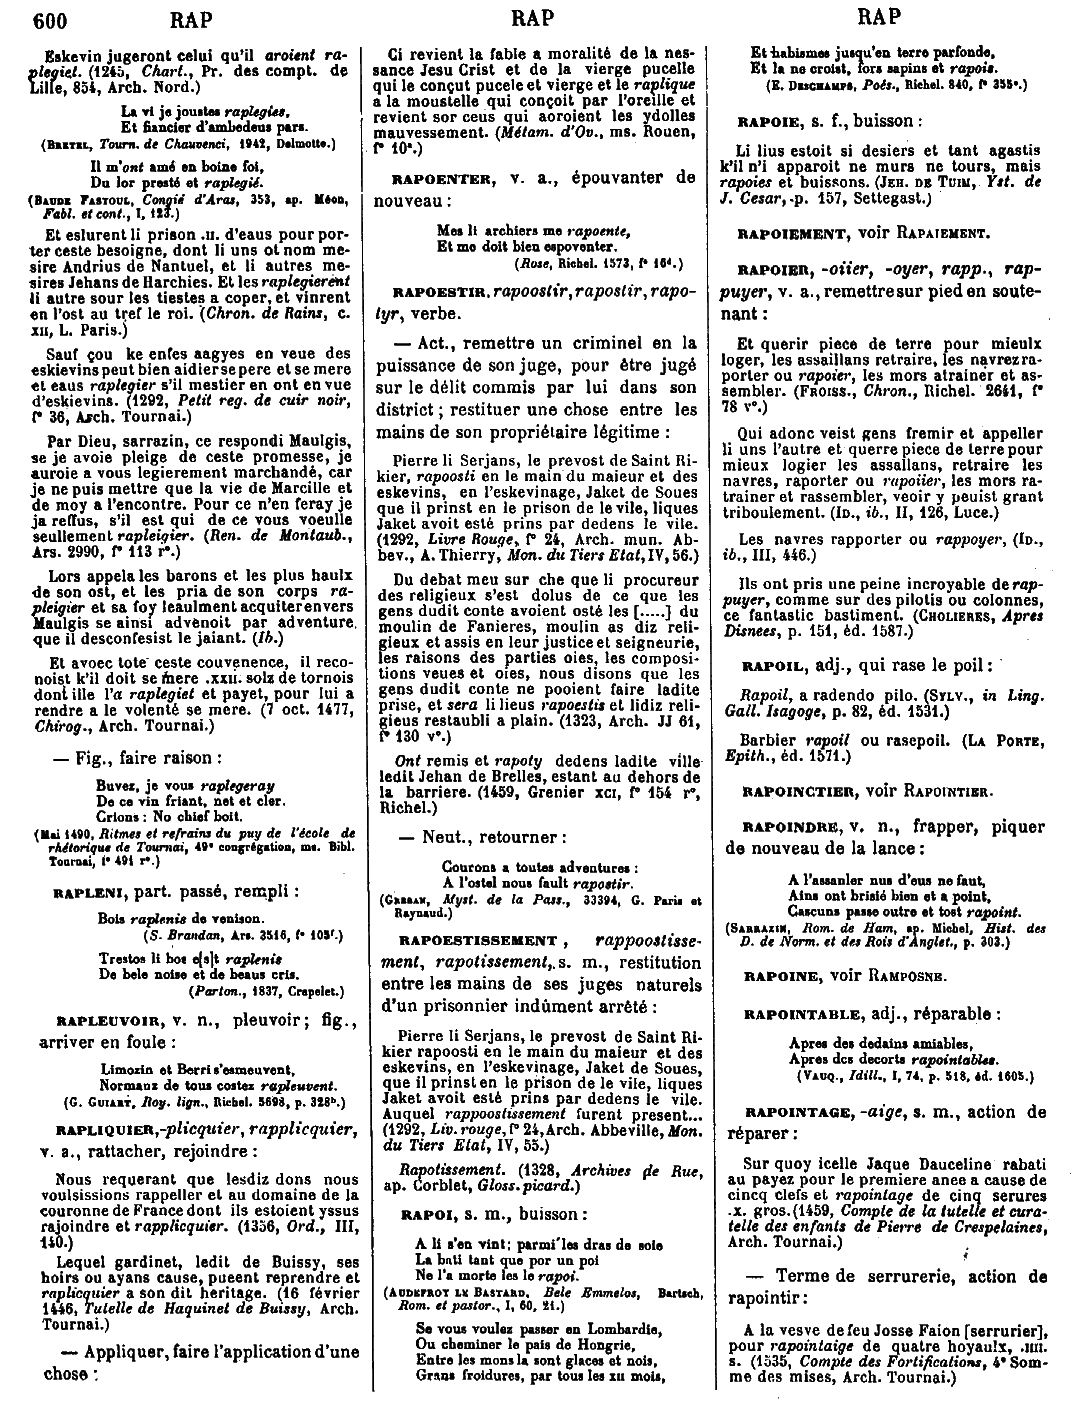 600 RAP RAP RAP
Eskevin jugeront celui qu'il aroient ra-
plegiet. (1245, Chart., Pr. des compt. de
Lille, 854, Arch. Nord.)
La vi je joustes raplegies,
Et fiancier d'ambedeus pars.
(BRETEL, Tourn. de Chauvenci, 1942, Delmotte.)
Il m'ont amé en boine foi,
Du lor presté et raplegié.
(BAUDE FASTOUL, Congié d'Aras, 353, ap. Méon,
Fabl. et cont., I, 123.)
Et eslurent li prison .II. d'eaus pour por-
ter ceste besoigne, dont li uns ot nom me-
sire Andrius de Nantuel, et li autres me-
sires Jehans de Harchies. Et les raplegierent
li autre sour les tiestes a coper, et vinrent
en l'ost au tref le roi. (Chron. de Rains, c.
XII, L. Paris.)
Sauf çou ke enfes aagyes en veue des
eskievins peut bien aidier se pere et se mere
et eaus raplegier s'il mestier en ont en vue
d'eskievins. (1292, Petit reg. de cuir noir,
f° 36, Arch. Tournai.)
Par Dieu, sarrazin, ce respondi Maulgis,
se je avoie pleige de ceste promesse, je
auroie a vous legierement marchandé, car
je ne puis mettre que la vie de Marcille et
de moy a l'encontre. Pour ce n'en feray je
ja reffus, s'il est qui de ce vous voeulle
seullement rapleigier. (Ren. de Montaub.,
Ars. 2990, f° 113 r°.)
Lors appela les barons et les plus haulx
de son ost, et les pria de son corps ra-
pleigier et sa foy leaulment acquiter envers
Maulgis se ainsi advenoit par adventure
que il desconfesist le jaiant. (Ib.)
Et avoec tote ceste couvenence, il reco-
noist k'il doit se mere .XXII. solz de tornois
dont ille l'a raplegiet et payet, pour lui a
rendre a le volenté se mere. (7 oct. 1477,
Chirog., Arch. Tournai.)
— Fig., faire raison :
Buvez, je vous raplegeray
De ce vin friant, net et cler.
Crions : No chief boit.
(Mai 1490, Ritmes et refrains du puy de l'école de
rhétorique de Tournai, 49e congrégation, ms. Bibl.
Tournai, f° 491 r°.)
RAPLENI, part. passé, rempli :
Bois raplenis de venison.
(S. Brandan, Ars. 3516, f° 103r.)
Trestos li bos e[s]t raplenis
De bele noise et de beaus cris.
(Parton., 1837, Crapelet.)
RAPLEUVOIR, v. n., pleuvoir; fig.,
arriver en foule :
Limozin et Berri s'esmeuvent,
Normanz de tous costez rapleuvent.
(G. GUIART, Roy. lign., Richel. 5698, p. 328b.)
RAPLIQUIER, -plicquier, rapplicquier,
v. a., rattacher, rejoindre :
Nous requerant que lesdiz dons nous
voulsissions rappeller et au domaine de la
couronne de France dont ils estoient yssus
rajoindre et rapplicquier. (1356, Ord., III,
140.)
Lequel gardinet, ledit de Buissy, ses
hoirs ou ayans cause, pueent reprendre et
raplicquier a son dit heritage. (16 février
1446, Tutelle de Haquinet de Buissy, Arch.
Tournai.)
— Appliquer, faire l'application d'une
chose :
Ci revient la fable a moralité de la nes-
sance Jesu Crist et de la vierge pucelle
qui le conçut pucele et vierge et le raplique
a la moustelle qui conçoit par l'oreille et
revient sor ceus qui aoroient les ydolles
mauvessement. (Métam. d'Ov., ms. Rouen,
f° 10a.)
RAPOENTER, v. a., épouvanter de
nouveau :
Mes li archiers me rapoente,
Et me doit bien espoventer.
(Rose, Richel. 1573, f° 16d.)
RAPOESTIR, rapoostir, rapostir, rapo-
tyr, verbe.
— Act., remettre un criminel en la
puissance de son juge, pour être jugé
sur le délit commis par lui dans son
district ; restituer une chose entre les
mains de son propriétaire légitime :
Pierre li Serjans, le prevost de Saint Ri-
kier, rapoosti en le main du maieur et des
eskevins, en l'eskevinage, Jaket de Soues
que il prinst en le prison de le vile, liques
Jaket avoit esté prins par dedens le vile.
(1292, Livre Rouge, f° 24, Arch. mun. Ab-
bev., A. Thierry, Mon. du Tiers Etat, IV, 56.)
Du debat meu sur che que li procureur
des religieux s'est dolus de ce que les
gens dudit conte avoient osté les [.....] du
moulin de Fanieres, moulin as diz reli-
gieux et assis en leur justice et seigneurie,
les raisons des parties oies, les composi-
tions veues et oies, nous disons que les
gens dudit conte ne pooient faire ladite
prise, et sera li lieus rapoestis et lidiz reli-
gieus restaubli a plain. (1323, Arch. JJ 61,
f° 130 v°.)
Ont remis et rapoty dedens ladite ville
ledit Jehan de Brelles, estant au dehors de
la barriere. (1459, Grenier XCI, f° 154 r°,
Richel.)
— Neut., retourner :
Courons a toutes adventures :
A l'ostel nous fault rapostir.
(GREBAN, Myst. de la Pass., 33394, G. Paris et
Raynaud.)
RAPOESTISSEMENT, rappoostisse-
ment, rapotissement, s. m., restitution
entre les mains de ses juges naturels
d'un prisonnier indûment arrêté :
Pierre li Serjans, le prevost de Saint Ri-
kier rapoosti en le main du maieur et des
eskevins, en l'eskevinage, Jaket de Soues,
que il prinst en le prison de le vile, liques
Jaket avoit esté prins par dedens le vile.
Auquel rappoostissement furent present...
(1292, Liv. rouge, f° 24, Arch. Abbeville, Mon.
du Tiers Etat, IV, 55.)
Rapotissement. (1328, Archives de Rue,
ap. Corblet, Gloss. picard.)
RAPOI, s. m., buisson :
A li s'en vint; parmi les dras de soie
La bati tant que por un poi
Ne l'a morte les le rapoi.
(AUDEFROY LE BASTARD, Bele Emmelos, Bartsch,
Rom. et pastor., I, 60, 21.)
Se vous voulez passer en Lombardie,
Ou cheminer le pais de Hongrie,
Entre les mons la sont glaces et nois,
Grans froidures, par tous les XII mois,
Et habismes jusqu'en terre parfonde,
Et la ne croist, fors sapins et rapois.
(E. DESCHAMPS, Poés., Richel. 840, f° 355a.)
RAPOIE, s. f., buisson :
Li lius estoit si desiers et tant agastis
k'il n'i apparoit ne murs ne tours, mais
rapoies et buissons. (JEH. DE TUIM, Yst. de
J. Cesar, p. 157, Settegast.)
RAPOIEMENT, voir RAPAIEMENT.
RAPOIER, -oiier, -oyer, rapp., rap-
puyer, v. a., remettre sur pied en soute-
nant :
Et querir piece de terre pour mieulx
loger, les assaillans retraire, les navrez ra-
porter ou rapoier, les mors atrainer et as-
sembler. (FROISS., Chron., Richel. 2641, f°
78 v°.)
Qui adonc veist gens fremir et appeller
li uns l'autre et querre piece de terre pour
mieux logier les assallans, retraire les
navres, raporter ou rapoiier, les mors ra-
trainer et rassembler, veoir y peuist grant
triboulement. (ID., ib., II, 126, Luce.)
Les navres rapporter ou rappoyer, (ID.,
ib., III, 446.)
Ils ont pris une peine incroyable de rap-
puyer, comme sur des pilotis ou colonnes,
ce fantastic bastiment. (CHOLIERES, Apres
Disnees, p. 151, éd. 1587.)
RAPOIL, adj., qui rase le poil :
Rapoil, a radendo pilo. (SYLV., in Ling.
Gall. Isagoge, p. 82, éd. 1531.)
Barbier rapoil ou rasepoil. (LA PORTE,
Epith., éd. 1571.)
RAPOINCTIER, voir RAPOINTIER.
RAPOINDRE, v. n., frapper, piquer
de nouveau de la lance :
A l'assanler nus d'eus ne faut,
Ains ont brisié bien et a point,
Cascuns passe outre et tost rapoint.
(SARRAZIN, Rom. de Ham, ap. Michel, Hist. des
D. de Norm. et des Rois d'Anglet., p. 303.)
RAPOINE, voir RAMPOSNE.
RAPOINTABLE, adj., réparable :
Apres des dedains amiables,
Apres des decorts rapointables.
(VAUQ., Idill., I, 74, p. 518, éd. 1605.)
RAPOINTAGE, -aige, s. m., action de
réparer :
Sur quoy icelle Jaque Dauceline rabati
au payez pour le premiere anee a cause de
cincq clefs et rapointage de cinq serures
.x. gros. (1459, Compte de la tutelle et cura-
telle des enfants de Pierre de Crespelaines,
Arch. Tournai.)
— Terme de serrurerie, action de
rapointir :
A la vesve de feu Josse Faion [serrurier],
pour rapointaige de quatre hoyaulx, .IIII.
s. (1535, Compte des Fortifications, 4e Som-
me des mises, Arch. Tournai.)